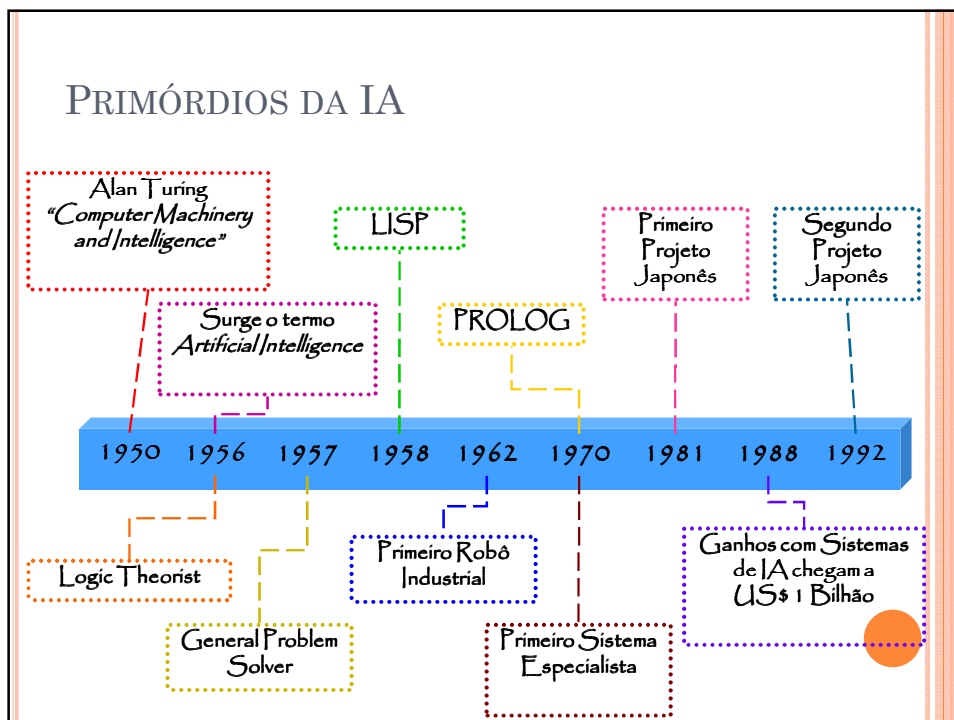 PRIMÓRDIOS DA IA
Alan Turing
“Computer Machinery
and Intelligence”
Surge o termo
Artificial Intelligence
LISP
PROLOG
Primeiro
Projeto
Japonês
Segundo
Projeto
Japonês
1950 1956 1957 1958 1962 1970 1981 1988 1992
Logic Theorist
General Problem
Solver
Primeiro Robô
Industrial
Primeiro Sistema
Especialista
Ganhos com Sistemas
de IA chegam a
US$ 1 Bilhão